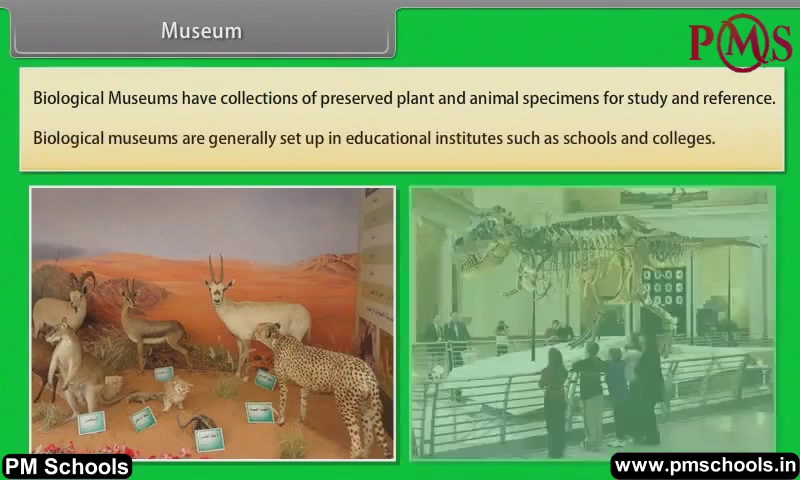 Museum
PMS
Biological Museums have collections of preserved plant and animal specimens for study and reference.
Biological museums are generally set up in educational institutes such as schools and colleges.
PM Schools
www.pmschools.in